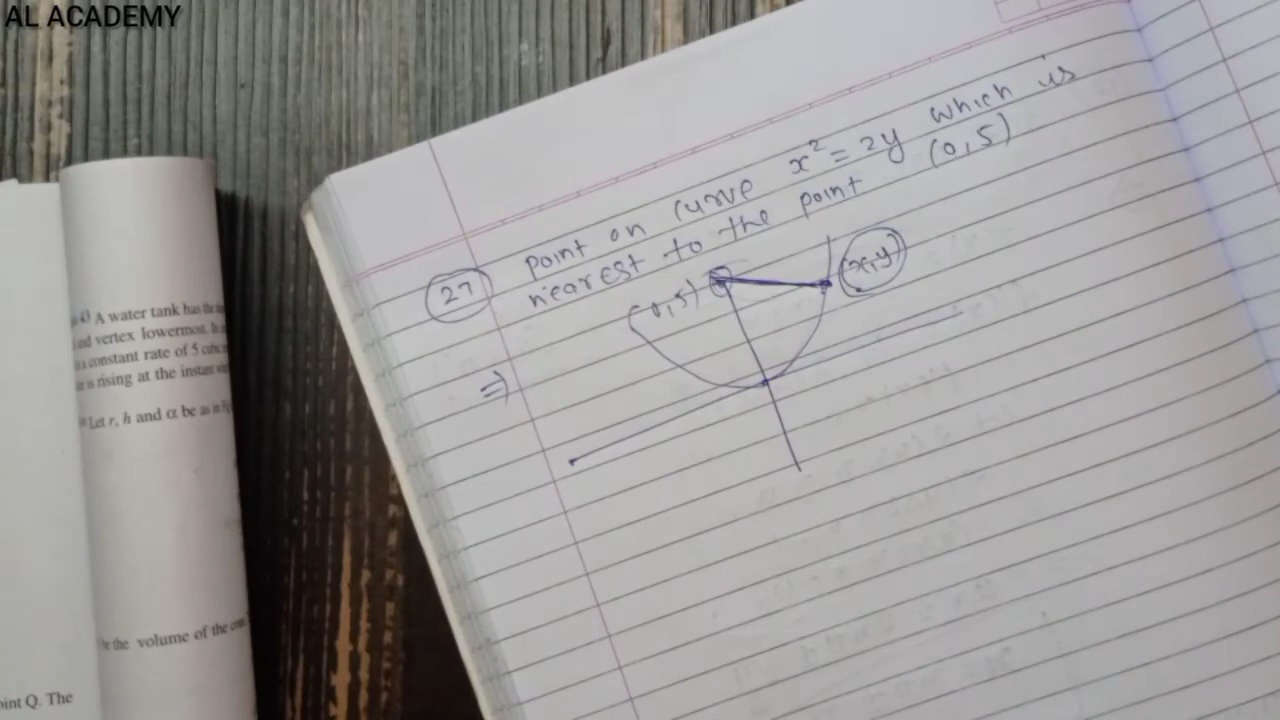 AL ACADEMY
27 point on curve x² = 2y which is
nearest to the point (0,5)
(0,5) (x,y)
⇒
43 A water tank has the
and vertex lowermost.
a constant rate of 5 cubic
is rising at the instant
Let r, h and α be as in
the volume of the
oint Q. The